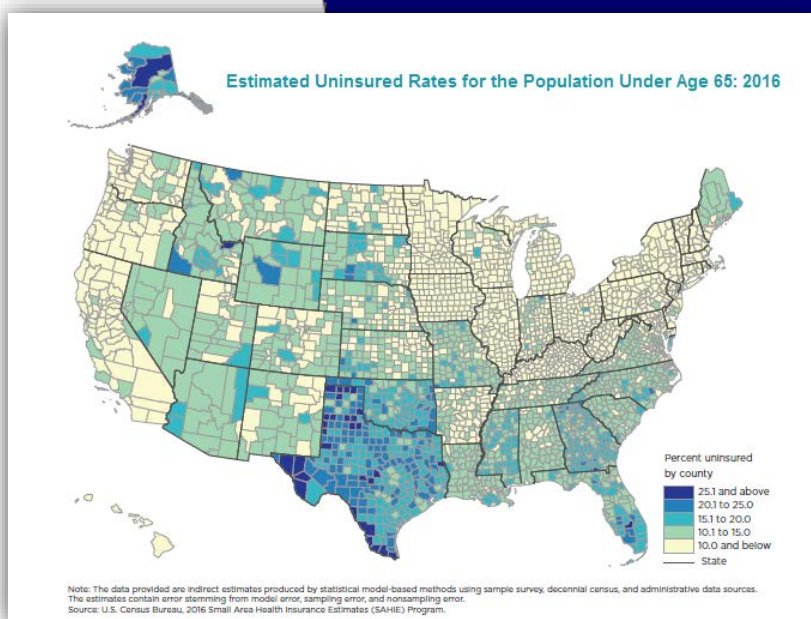 Estimated Uninsured Rates for the Population Under Age 65: 2016
Percent uninsured
by county
25.1 and above
20.1 to 25.0
15.1 to 20.0
10.1 to 15.0
10.0 and below
State
Note: The data provided are indirect estimates produced by statistical model-based methods using sample survey, decennial census, and administrative data sources.
The estimates contain error stemming from model error, sampling error, and nonsampling error.
Source: U.S. Census Bureau, 2016 Small Area Health Insurance Estimates (SAHIE) Program.